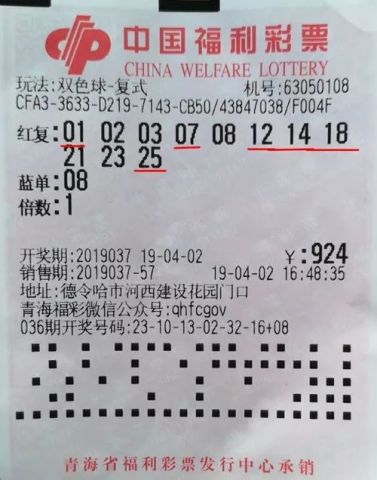 中国福利彩票
CHINA WELFARE LOTTERY
玩法:双色球-复式 机号:63050108
CFA3-3633-D219-7143-CB50/43847038/F004F
红复:01 02 03 07 08 12 14 18
21 23 25
蓝单:08
倍数:1
开奖期:2019037 19-04-02 ¥:924
销售期:2019037-57 19-04-02 16:48:35
地址:德令哈市河西建设花园门口
青海福彩微信公众号:qhfcgov
036期开奖号码:23-10-13-02-32-16+08
青海省福利彩票发行中心承销